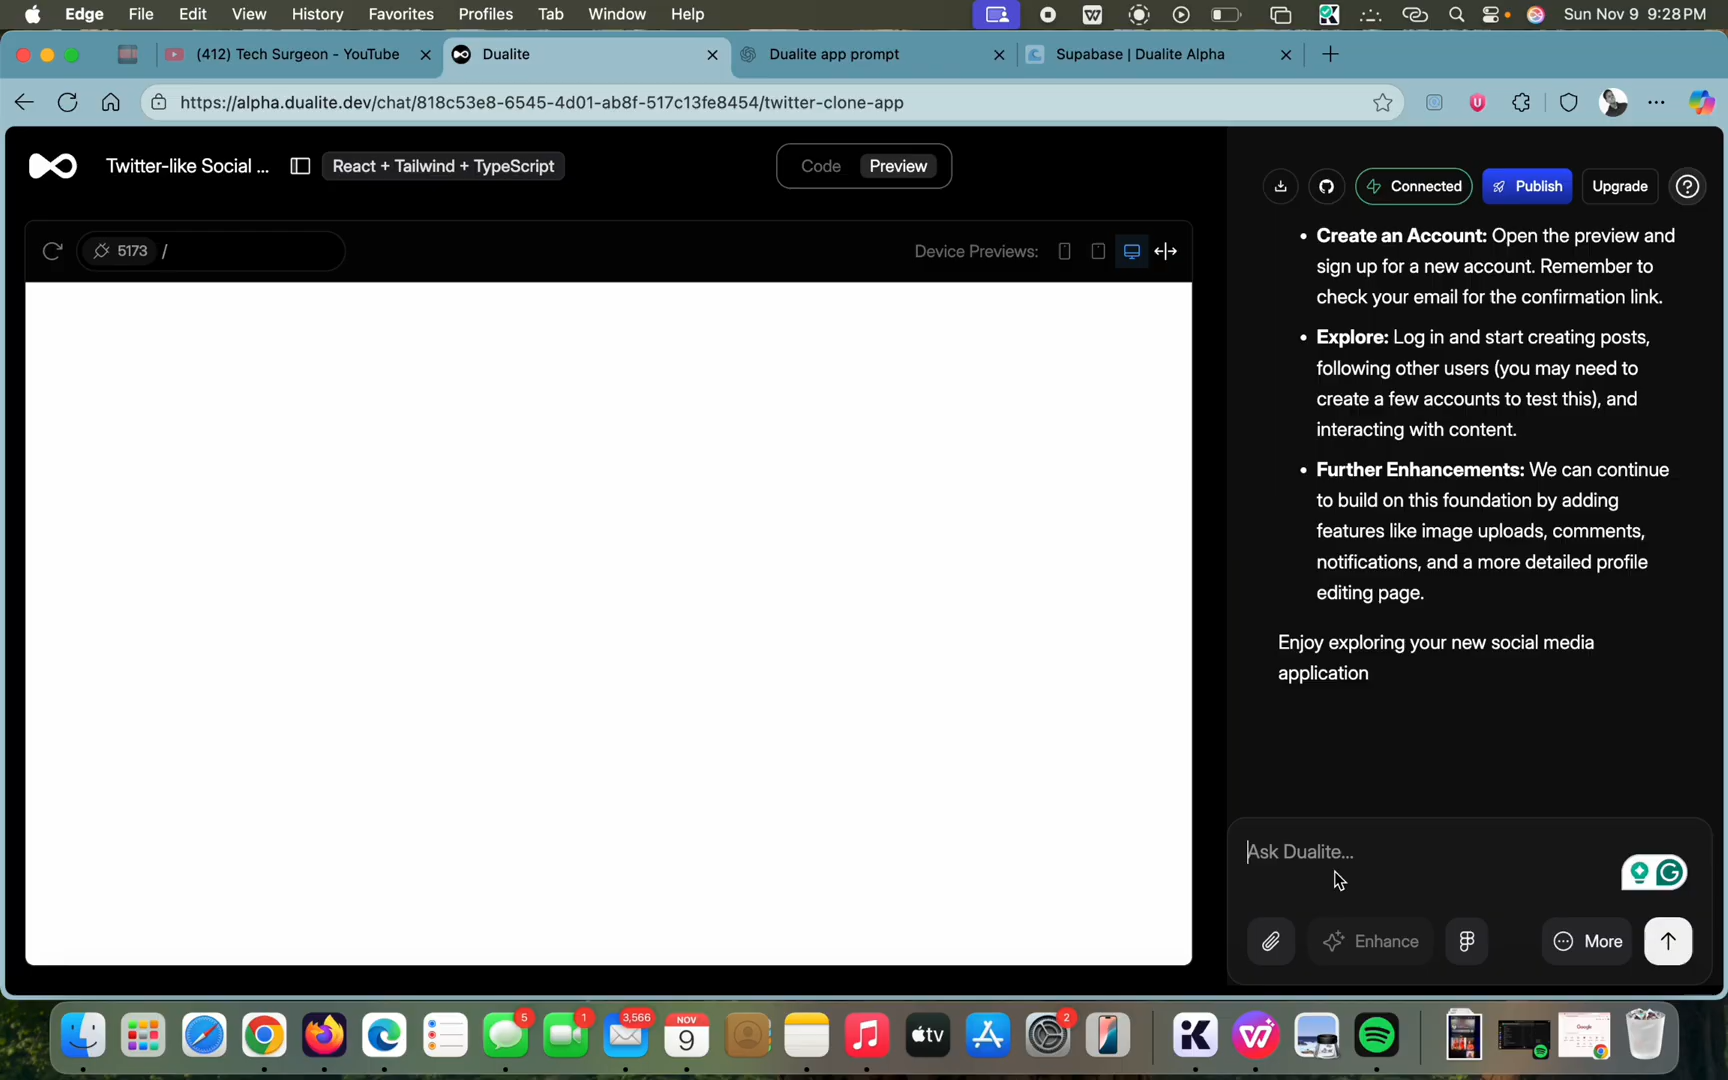 Edge File Edit View History Favorites Profiles Tab Window Help Sun Nov 9 9:28 PM
(412) Tech Surgeon - YouTube Dualite Dualite app prompt Supabase | Dualite Alpha
https://alpha.dualite.dev/chat/818c53e8-6545-4d01-ab8f-517c13fe8454/twitter-clone-app
Twitter-like Social ... React + Tailwind + TypeScript Code Preview
Connected Publish Upgrade
5173 / Device Previews:
• Create an Account: Open the preview and
sign up for a new account. Remember to
check your email for the confirmation link.
• Explore: Log in and start creating posts,
following other users (you may need to
create a few accounts to test this), and
interacting with content.
• Further Enhancements: We can continue
to build on this foundation by adding
features like image uploads, comments,
notifications, and a more detailed profile
editing page.
Enjoy exploring your new social media
application
Ask Dualite...
Enhance More
5 1 3,566 NOV 9 tv 2